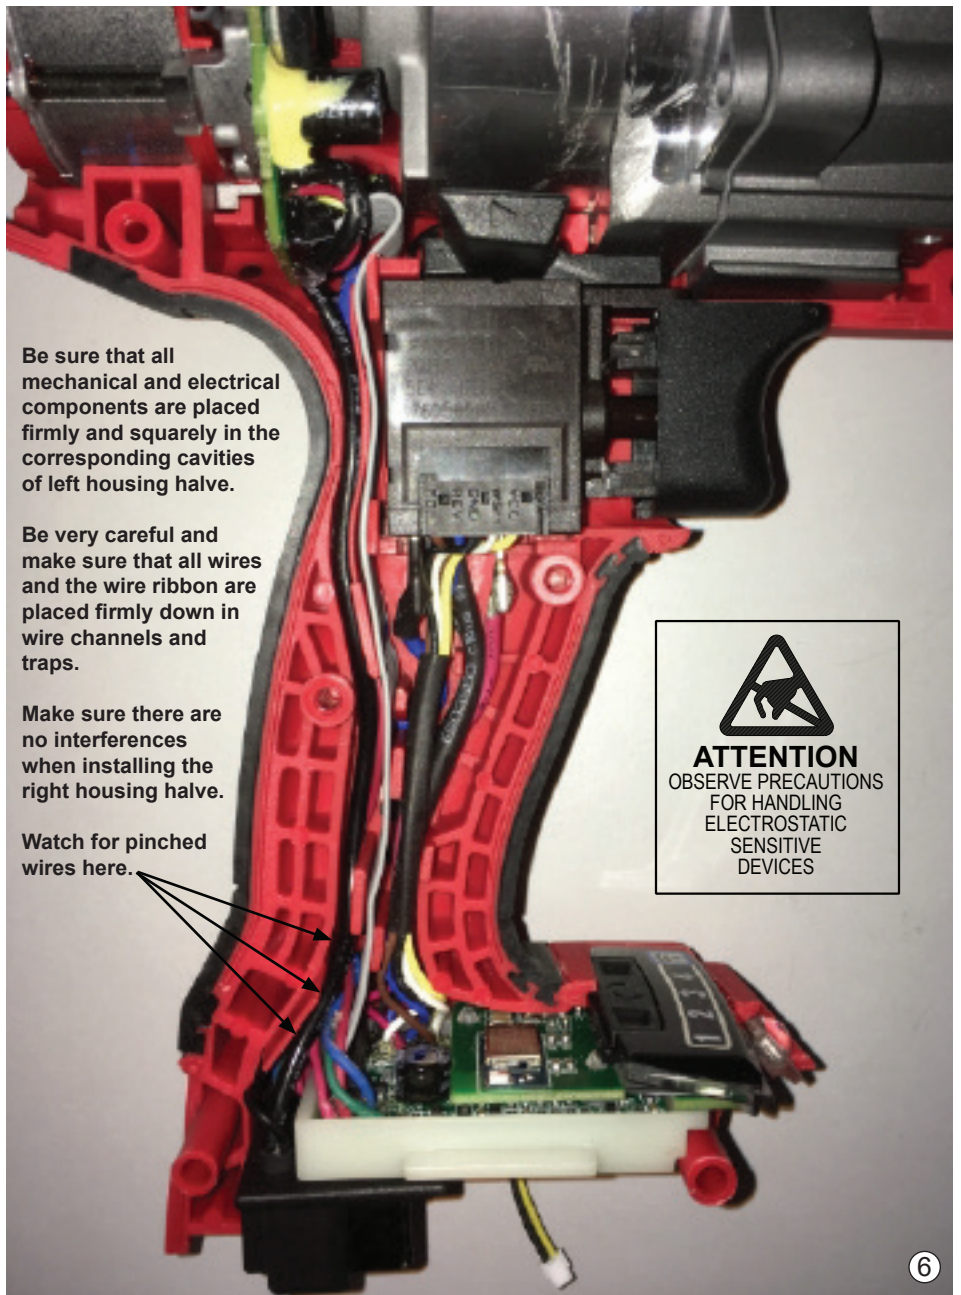 Be sure that all
mechanical and electrical
components are placed
firmly and squarely in the
corresponding cavities
of left housing halve.
Be very careful and
make sure that all wires
and the wire ribbon are
placed firmly down in
wire channels and
traps.
Make sure there are
no interferences
when installing the
right housing halve.
Watch for pinched
wires here.
ATTENTION
OBSERVE PRECAUTIONS
FOR HANDLING
ELECTROSTATIC
SENSITIVE
DEVICES
6